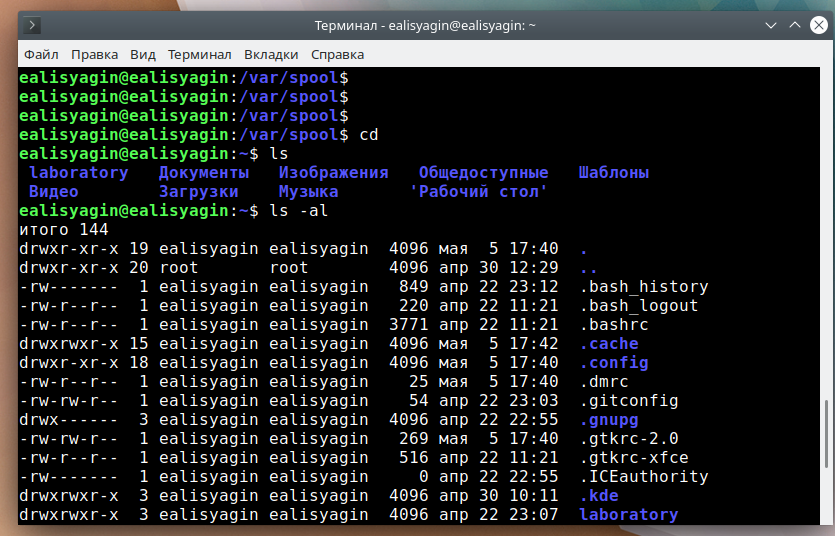 Терминал - ealisyagin@ealisyagin: ~
Файл Правка Вид Терминал Вкладки Справка
ealisyagin@ealisyagin:/var/spool$
ealisyagin@ealisyagin:/var/spool$
ealisyagin@ealisyagin:/var/spool$
ealisyagin@ealisyagin:/var/spool$ cd
ealisyagin@ealisyagin:~$ ls
laboratory Документы Изображения Общедоступные Шаблоны
Видео Загрузки Музыка 'Рабочий стол'
ealisyagin@ealisyagin:~$ ls -al
итого 144
drwxr-xr-x 19 ealisyagin ealisyagin 4096 мая 5 17:40 .
drwxr-xr-x 20 root root 4096 апр 30 12:29 ..
-rw------- 1 ealisyagin ealisyagin 849 апр 22 23:12 .bash_history
-rw-r--r-- 1 ealisyagin ealisyagin 220 апр 22 11:21 .bash_logout
-rw-r--r-- 1 ealisyagin ealisyagin 3771 апр 22 11:21 .bashrc
drwxrwxr-x 15 ealisyagin ealisyagin 4096 мая 5 17:42 .cache
drwxr-xr-x 18 ealisyagin ealisyagin 4096 мая 5 17:40 .config
-rw-r--r-- 1 ealisyagin ealisyagin 25 мая 5 17:40 .dmrc
-rw-rw-r-- 1 ealisyagin ealisyagin 54 апр 22 23:03 .gitconfig
drwx------ 3 ealisyagin ealisyagin 4096 апр 22 22:55 .gnupg
-rw-rw-r-- 1 ealisyagin ealisyagin 269 мая 5 17:40 .gtkrc-2.0
-rw-r--r-- 1 ealisyagin ealisyagin 516 апр 22 11:21 .gtkrc-xfce
-rw------- 1 ealisyagin ealisyagin 0 апр 22 22:55 .ICEauthority
drwxrwxr-x 3 ealisyagin ealisyagin 4096 апр 30 10:11 .kde
drwxrwxr-x 3 ealisyagin ealisyagin 4096 апр 22 23:07 laboratory